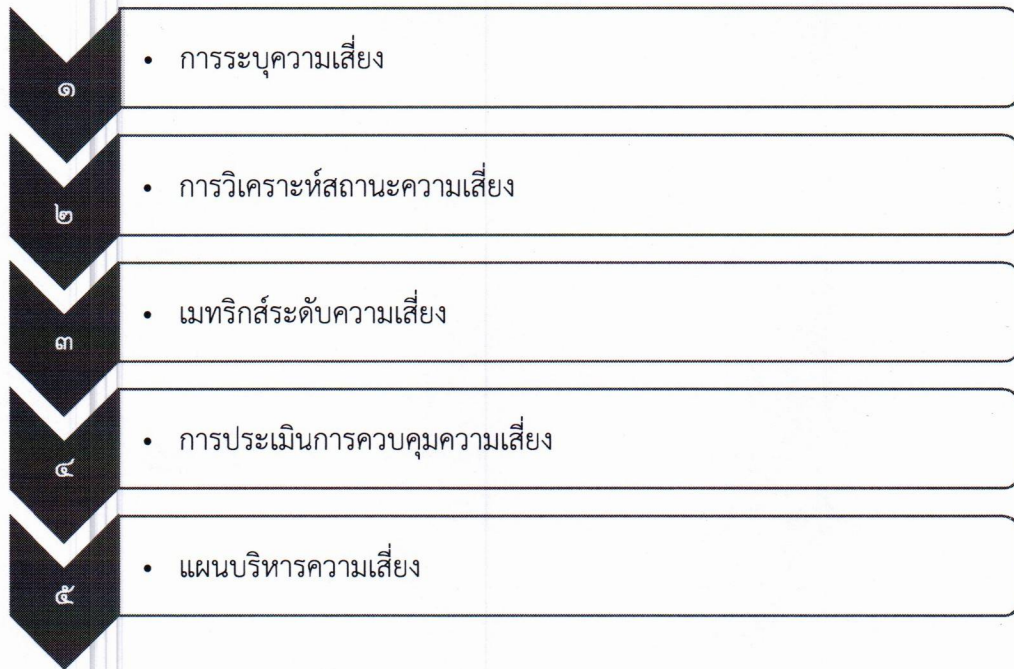 ๑
• การระบุความเสี่ยง
๒
• การวิเคราะห์สถานะความเสี่ยง
๓
• เมทริกส์ระดับความเสี่ยง
๔
• การประเมินการควบคุมความเสี่ยง
๕
• แผนบริหารความเสี่ยง